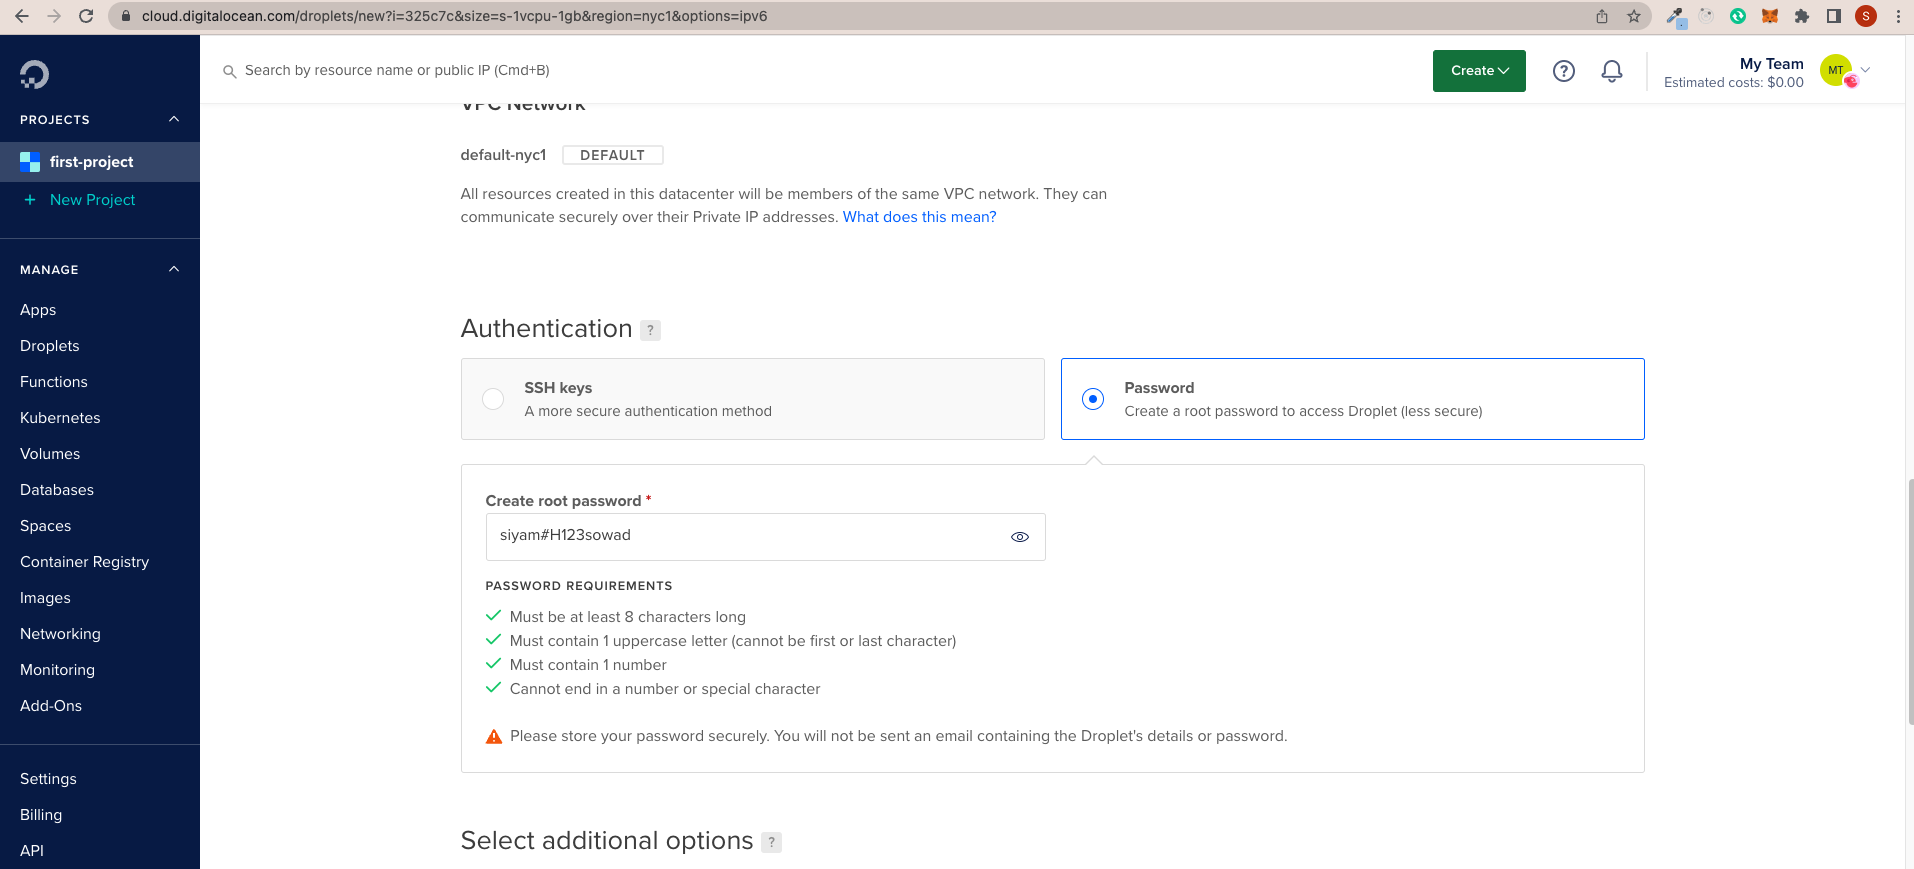 cloud.digitalocean.com/droplets/new?i=325c7c&size=s-1vcpu-1gb&region=nyc1&options=ipv6
S
Search by resource name or public IP (Cmd+B)
Create
?
My Team
Estimated costs: $0.00
MT
PROJECTS
first-project
+ New Project
MANAGE
Apps
Droplets
Functions
Kubernetes
Volumes
Databases
Spaces
Container Registry
Images
Networking
Monitoring
Add-Ons
Settings
Billing
API
VPC Network
default-nyc1 DEFAULT
All resources created in this datacenter will be members of the same VPC network. They can
communicate securely over their Private IP addresses. What does this mean?
Authentication ?
SSH keys
A more secure authentication method
Password
Create a root password to access Droplet (less secure)
Create root password *
siyam#H123sowad
PASSWORD REQUIREMENTS
Must be at least 8 characters long
Must contain 1 uppercase letter (cannot be first or last character)
Must contain 1 number
Cannot end in a number or special character
Please store your password securely. You will not be sent an email containing the Droplet's details or password.
Select additional options ?